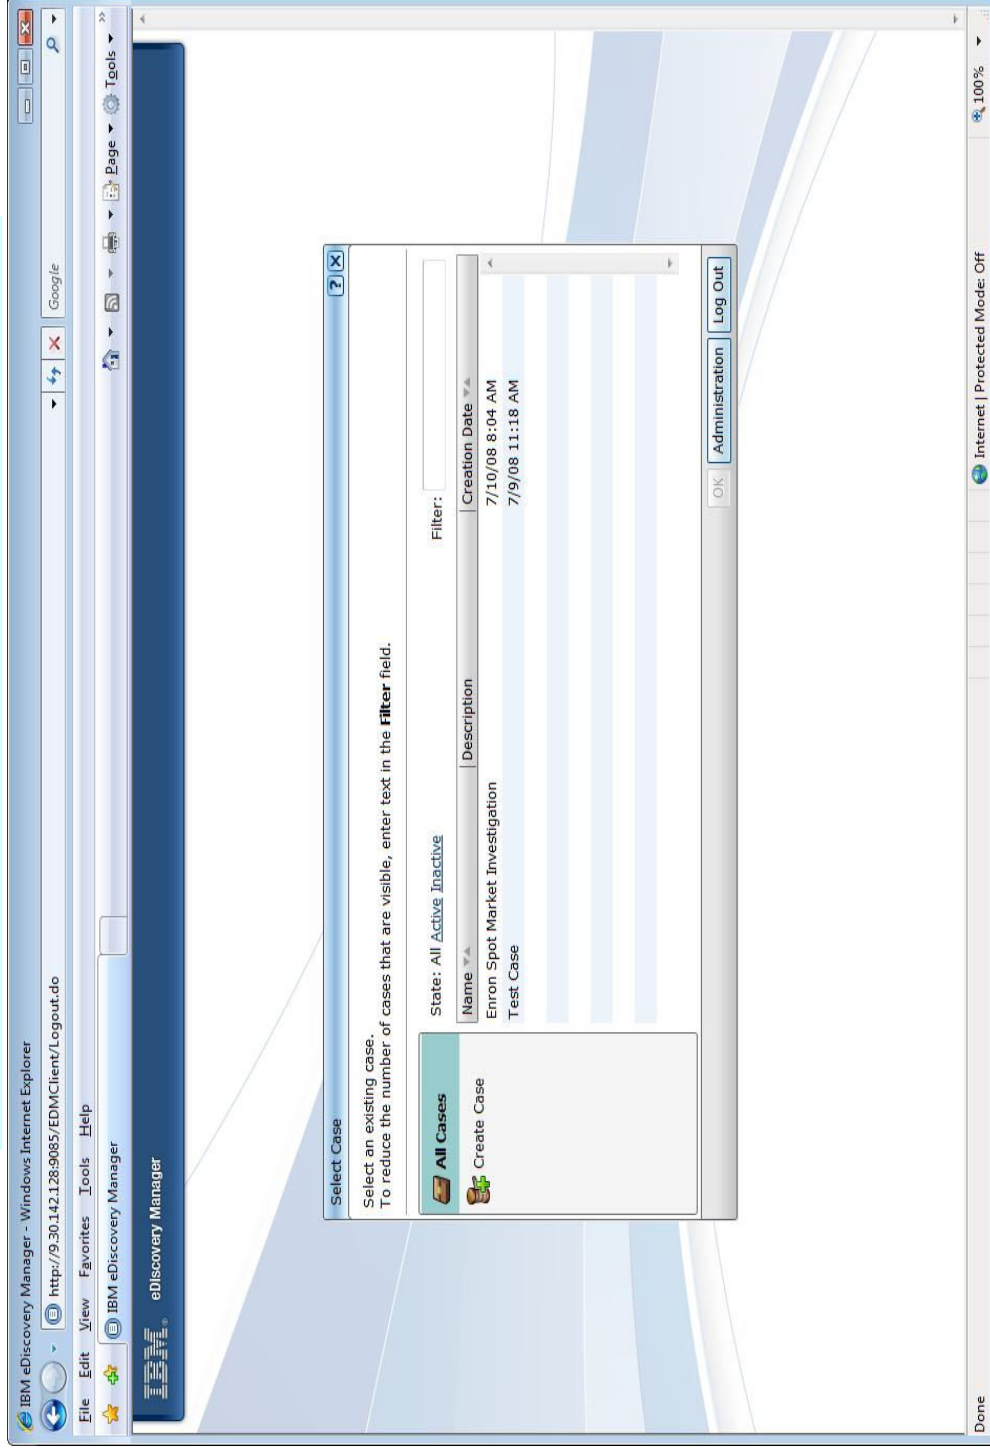 IBM eDiscovery Manager - Windows Internet Explorer
http://9.30.142.128:9085/EDMClient/Logout.do
Google
File Edit View Favorites Tools Help
IBM eDiscovery Manager
Page Tools
IBM® eDiscovery Manager
Select Case
Select an existing case.
To reduce the number of cases that are visible, enter text in the Filter field.
All Cases
Create Case
State: All Active Inactive
Filter:
Name Description Creation Date
Enron Spot Market Investigation 7/10/08 8:04 AM
Test Case 7/9/08 11:18 AM
OK Administration Log Out
Done
Internet | Protected Mode: Off
100%